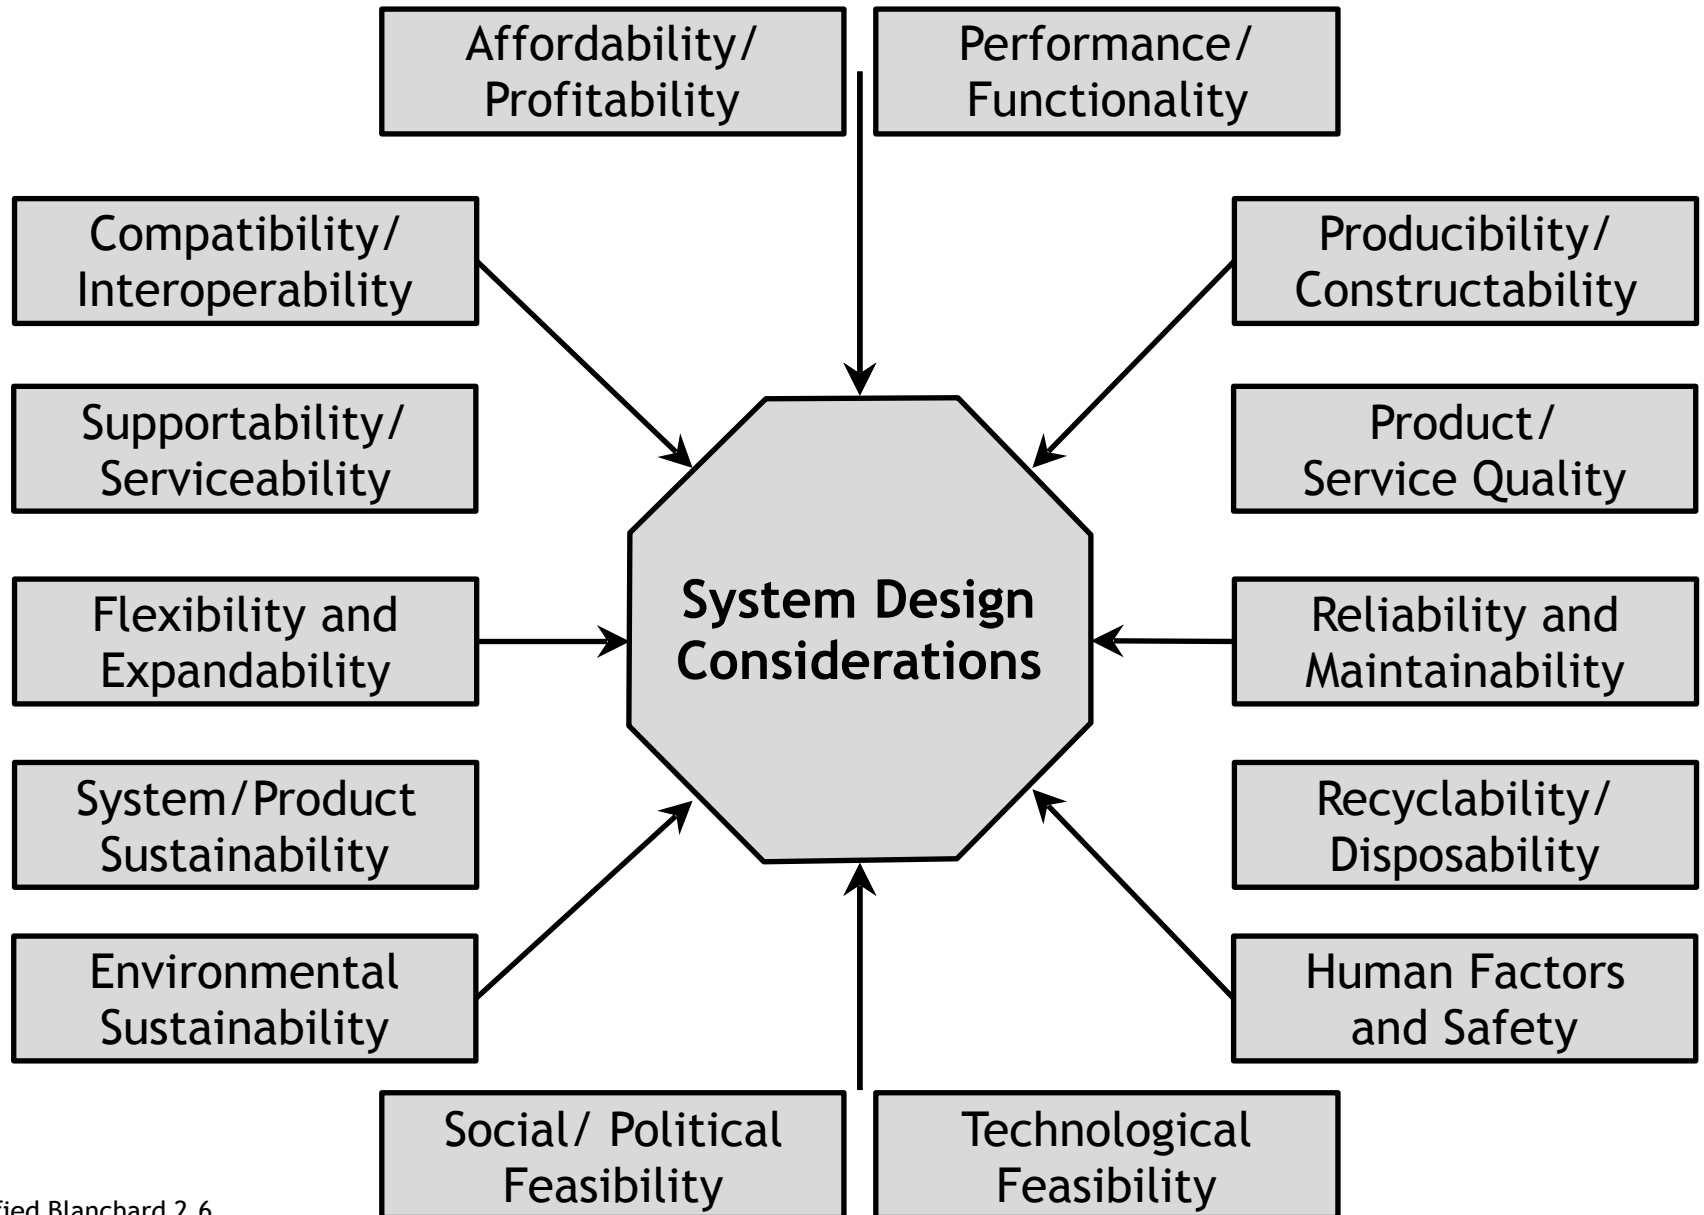 Affordability/
Profitability
Performance/
Functionality
Compatibility/
Interoperability
Producibility/
Constructability
Supportability/
Serviceability
Product/
Service Quality
System Design
Considerations
Flexibility and
Expandability
Reliability and
Maintainability
System/Product
Sustainability
Recyclability/
Disposability
Environmental
Sustainability
Human Factors
and Safety
Social/ Political
Feasibility
Technological
Feasibility
Blanchard 2.6